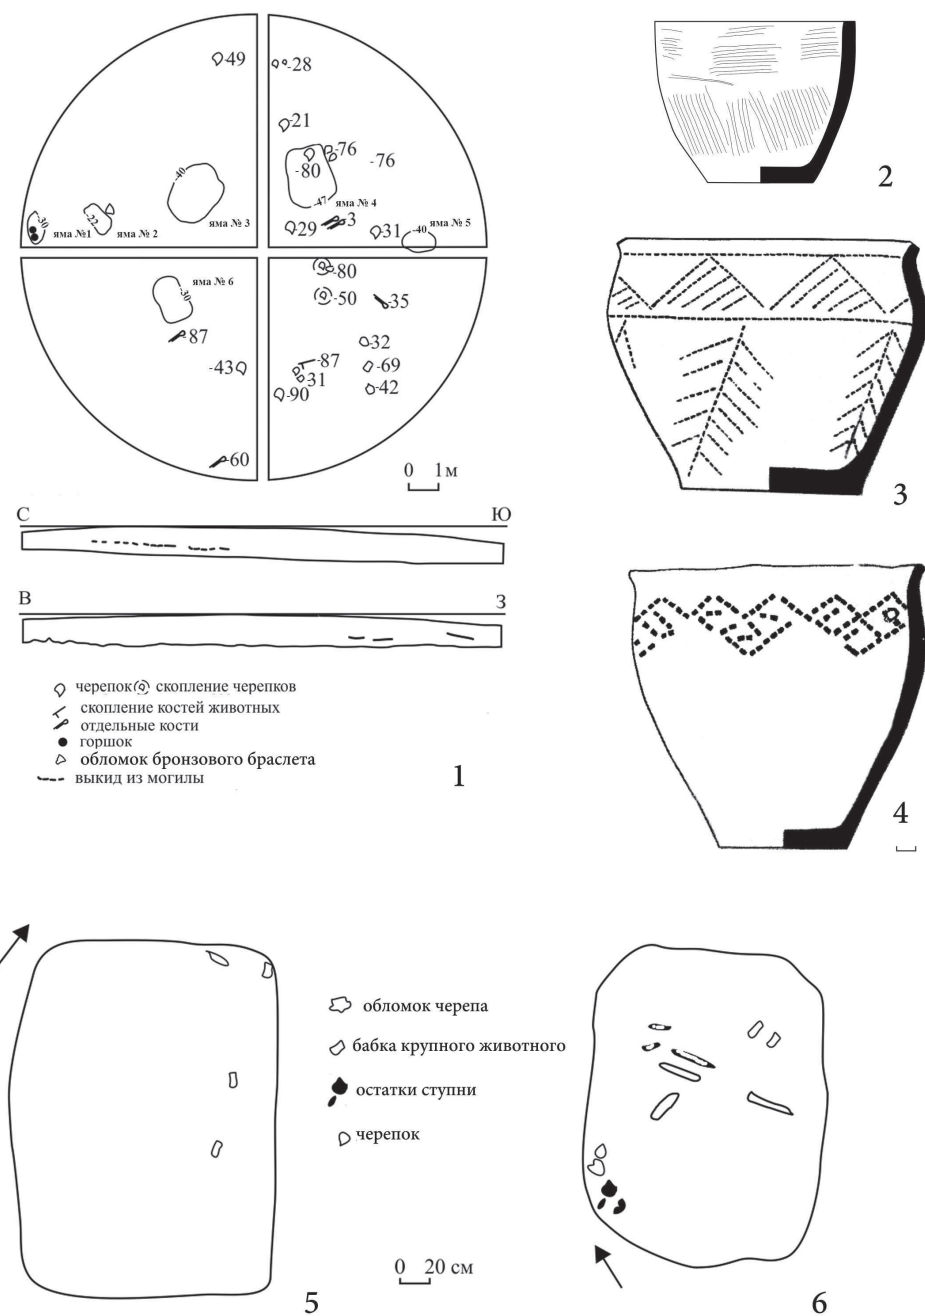 -49
-28
-21
-76
-80
-76
-40
-47
яма № 4
-30
-22
яма №1
яма № 2
яма № 3
-29
3
-31
яма № 5
-40
2
-80
яма № 6
-30
-50
-35
87
-32
-43
-87
-69
31
-42
-90
-60
0 1 м
3
С Ю
В З
черепок скопление черепков
скопление костей животных
отдельные кости
горшок
обломок бронзового браслета
выкид из могилы
1
4
обломок черепа
бабка крупного животного
остатки ступни
черепок
0 20 см
5
6